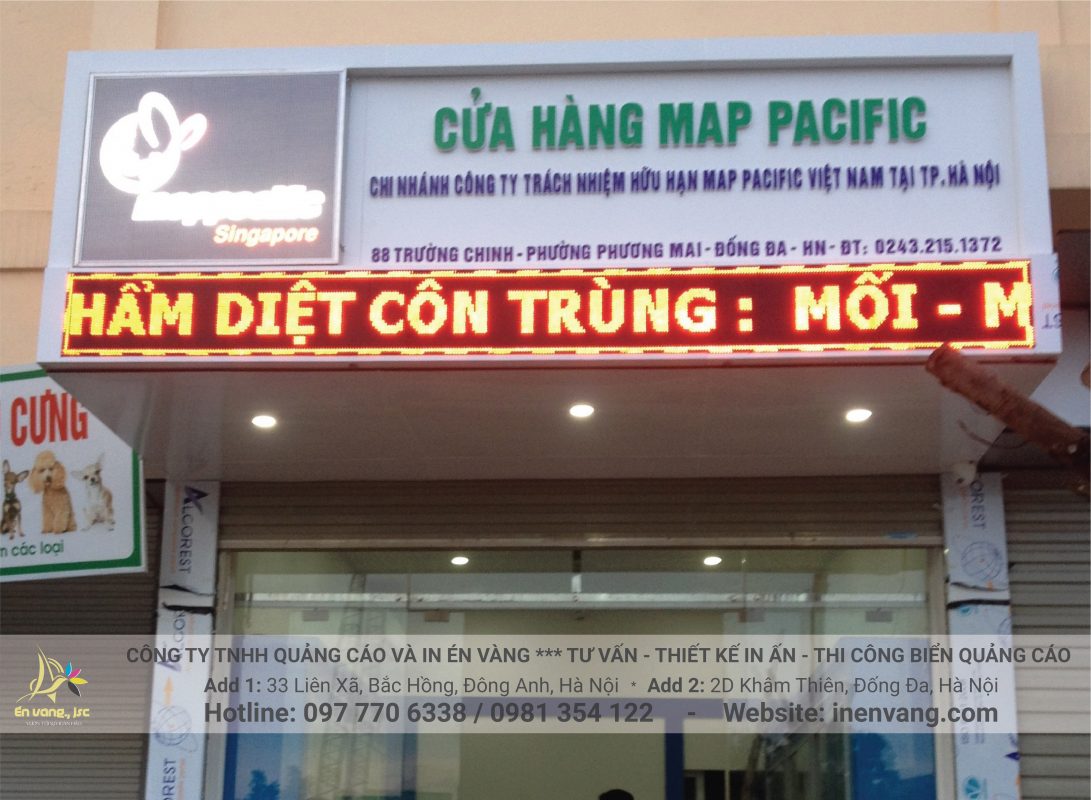 mappacific
Singapore
CỬA HÀNG MAP PACIFIC
CHI NHÁNH CÔNG TY TRÁCH NHIỆM HỮU HẠN MAP PACIFIC VIỆT NAM TẠI TP. HÀ NỘI
88 TRƯỜNG CHINH - PHƯỜNG PHƯƠNG MAI - ĐỐNG ĐA - HN - ĐT: 0243.215.1372
HẨM DIỆT CÔN TRÙNG : MỐI - M
CƯNG
m các loại
ALCOREST
ALCOREST
CÔNG TY TNHH QUẢNG CÁO VÀ IN ÉN VÀNG *** TƯ VẤN - THIẾT KẾ IN ẤN - THI CÔNG BIỂN QUẢNG CÁO
Add 1: 33 Liên Xã, Bắc Hồng, Đông Anh, Hà Nội * Add 2: 2D Khâm Thiên, Đống Đa, Hà Nội
Hotline: 097 770 6338 / 0981 354 122 - Website: inenvang.com
Én vàng., jsc